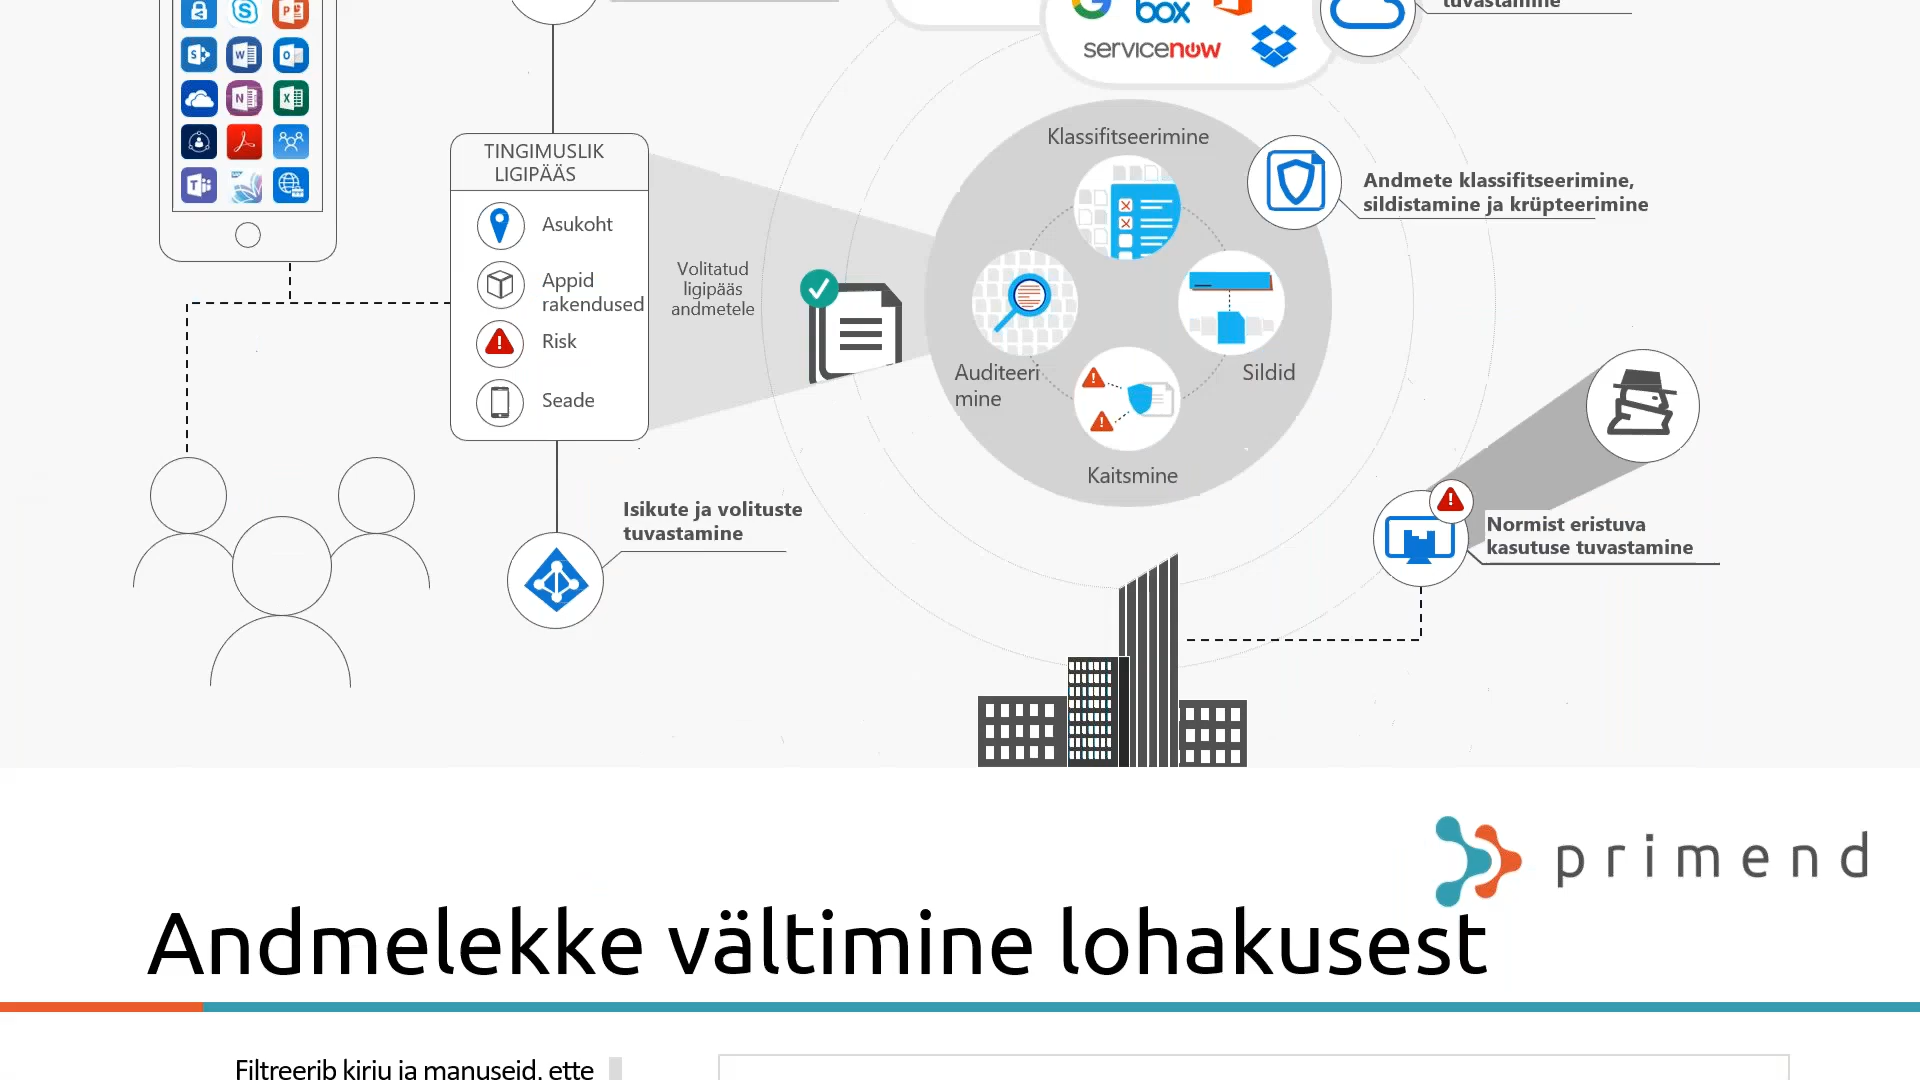 tuvastamine
box
servicenow
Klassifitseerimine
TINGIMUSLIK
LIGIPÄÄS
Asukoht
Appid
rakendused
Risk
Seade
Volitatud
ligipääs
andmetele
Andmete klassifitseerimine,
sildistamine ja krüpteerimine
Auditeeri
mine
Sildid
Kaitsmine
Isikute ja volituste
tuvastamine
Normist eristuva
kasutuse tuvastamine
primend
Andmelekke vältimine lohakusest
Filtreerib kirju ja manuseid, ette